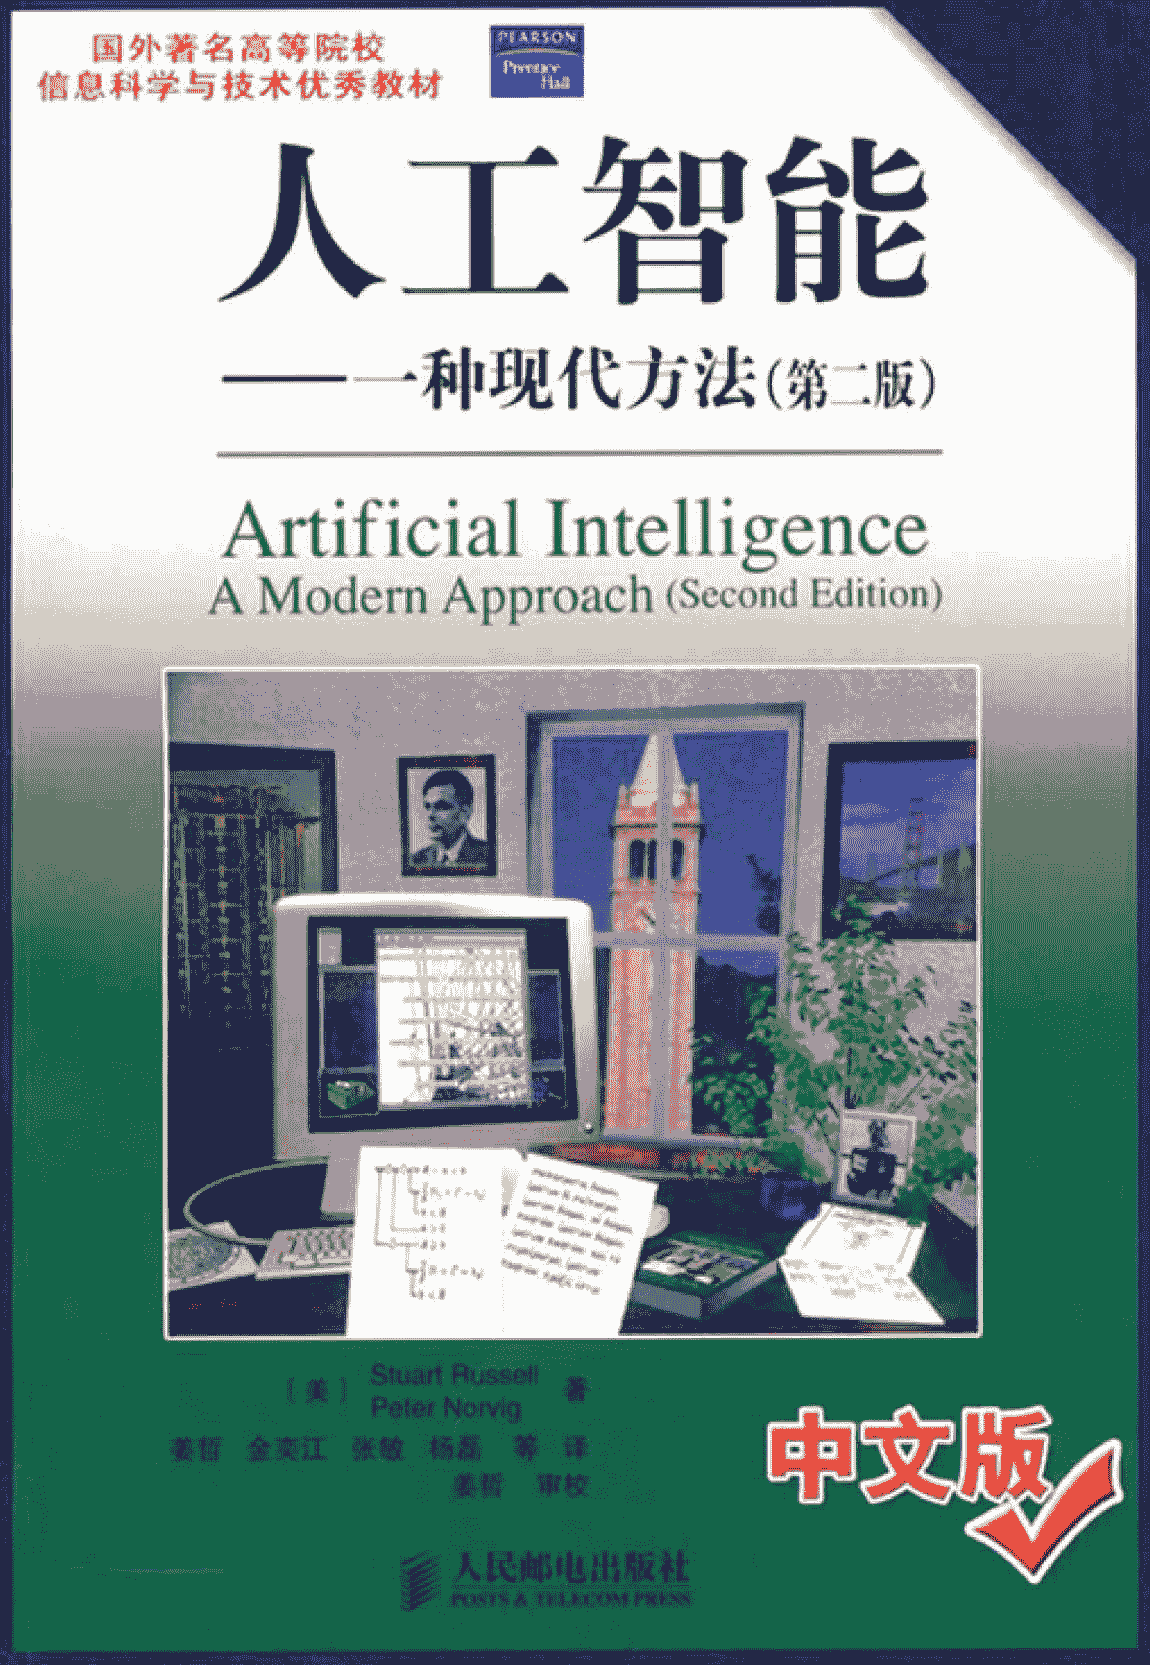 国外著名高等院校
信息科学与技术优秀教材
PEARSON
Prentice
Hall
人工智能
——一种现代方法(第二版)
Artificial Intelligence
A Modern Approach (Second Edition)
(美) Stuart Russell 著
Peter Norvig
姜哲 金奕江 张敏 杨磊 等 译
姜哲 审校
中文版
人民邮电出版社
POSTS & TELECOM PRESS